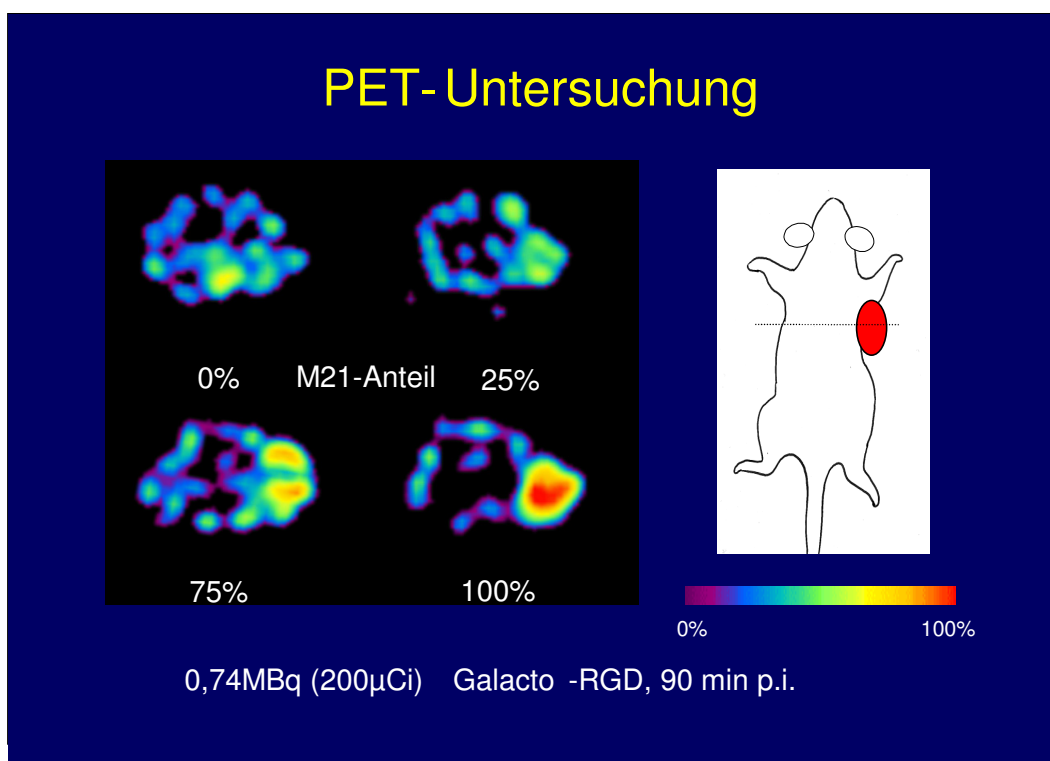 PET-Untersuchung
0% M21-Anteil 25%
75% 100%
0% 100%
0,74MBq (200µCi) Galacto -RGD, 90 min p.i.